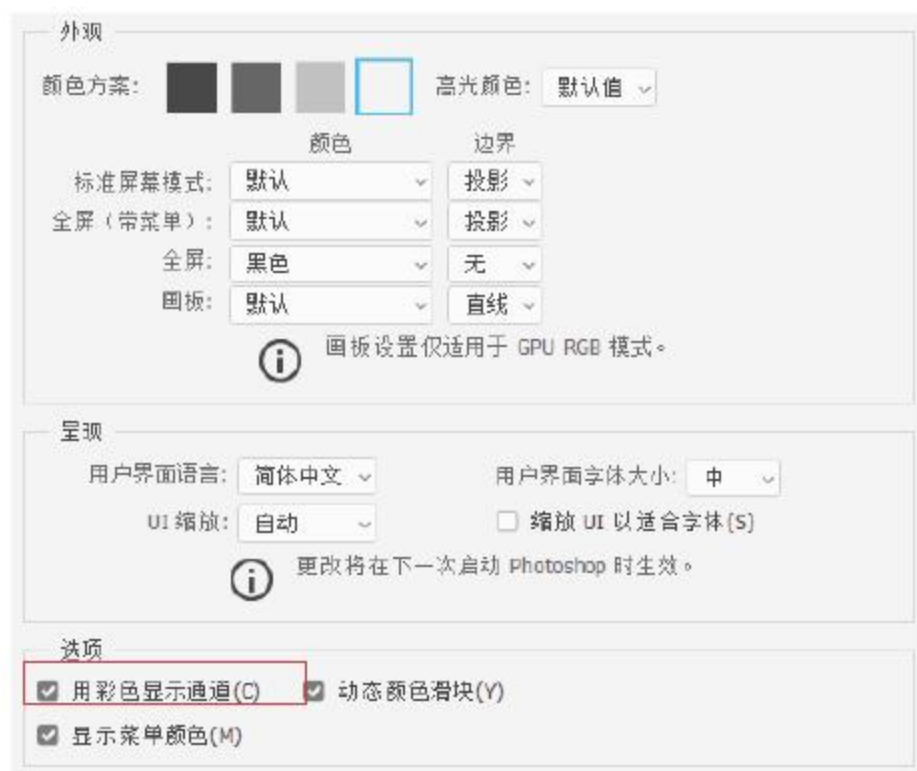 外观
颜色方案: 高光颜色: 默认值
颜色 边界
标准屏幕模式: 默认 投影
全屏（带菜单）: 默认 投影
全屏: 黑色 无
画板: 默认 直线
画板设置仅适用于 GPU RGB 模式。
呈现
用户界面语言: 简体中文 用户界面字体大小: 中
UI 缩放: 自动 缩放 UI 以适合字体(S)
更改将在下一次启动 Photoshop 时生效。
选项
用彩色显示通道(C) 动态颜色滑块(Y)
显示菜单颜色(M)